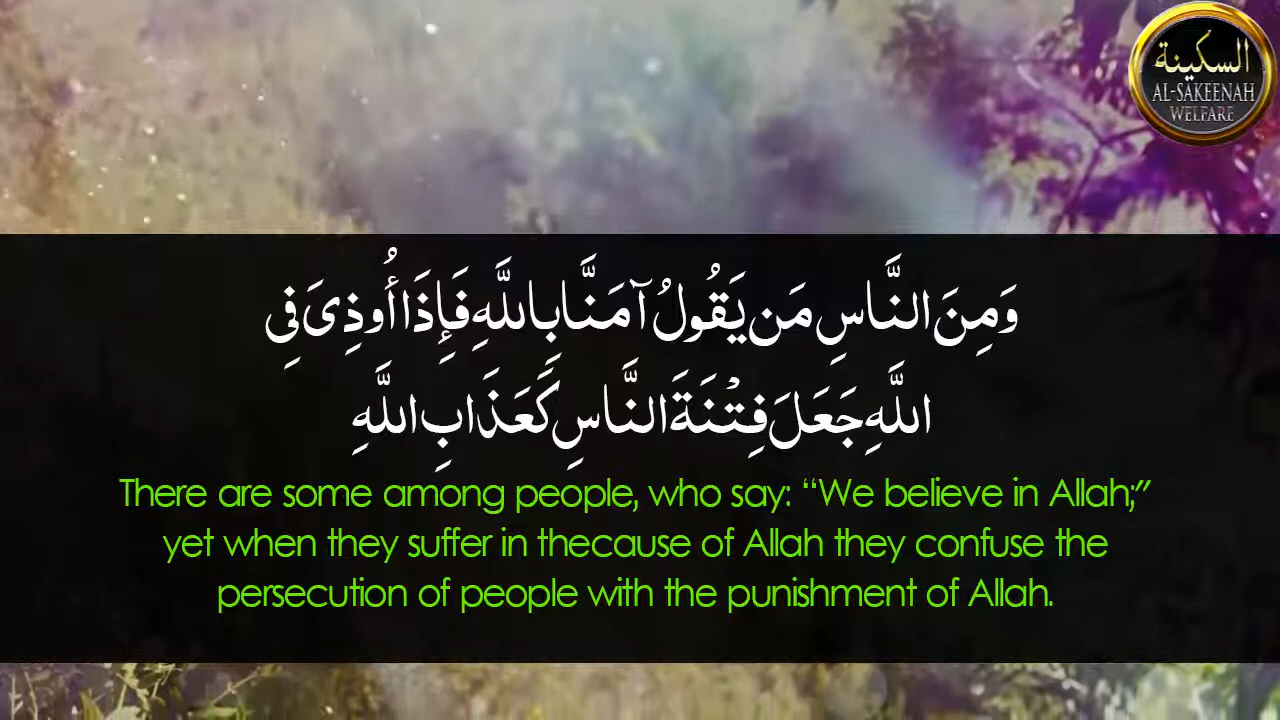 السكينة
AL-SAKEENAH
WELFARE
وَمِنَ النَّاسِ مَن يَقُولُ آمَنَّا بِاللَّهِ فَإِذَا أُوذِىَ فِى
اللَّهِ جَعَلَ فِتْنَةَ النَّاسِ كَعَذَابِ اللَّهِ
There are some among people, who say: “We believe in Allah;”
yet when they suffer in thecause of Allah they confuse the
persecution of people with the punishment of Allah.